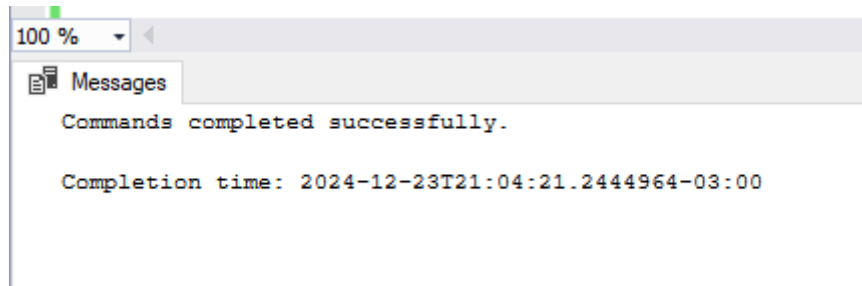 100 %
Messages
Commands completed successfully.
Completion time: 2024-12-23T21:04:21.2444964-03:00